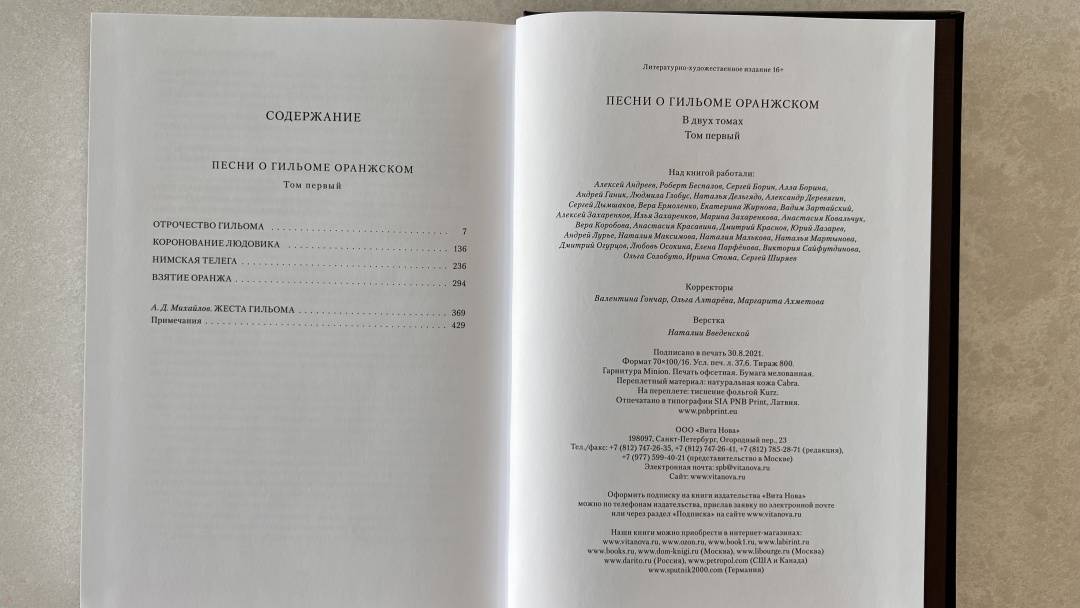 СОДЕРЖАНИЕ
ПЕСНИ О ГИЛЬОМЕ ОРАНЖСКОМ
Том первый
ОТРОЧЕСТВО ГИЛЬОМА 7
КОРОНОВАНИЕ ЛЮДОВИКА 136
НИМСКАЯ ТЕЛЕГА 236
ВЗЯТИЕ ОРАНЖА 294
А. Д. Михайлов. ЖЕСТА ГИЛЬОМА 369
Примечания 429
Литературно-художественное издание 16+
ПЕСНИ О ГИЛЬОМЕ ОРАНЖСКОМ
В двух томах
Том первый
Над книгой работали:
Алексей Андреев, Роберт Беспалов, Сергей Борин, Алла Борина,
Андрей Ганик, Людмила Глобус, Наталья Дельгядо, Александр Деревягин,
Сергей Дымшаков, Вера Ермоленко, Екатерина Жирнова, Вадим Зартайский,
Алексей Захаренков, Илья Захаренков, Марина Захаренкова, Анастасия Ковальчук,
Вера Коробова, Анастасия Красавина, Дмитрий Краснов, Юрий Лазарев,
Андрей Лурье, Наталия Максимова, Наталия Малькова, Наталья Мартынова,
Дмитрий Огурцов, Любовь Осокина, Елена Парфёнова, Виктория Сайфутдинова,
Ольга Солобуто, Ирина Стома, Сергей Ширяев
Корректоры
Валентина Гончар, Ольга Алтарёва, Маргарита Ахметова
Верстка
Наталии Введенской
Подписано в печать 30.8.2021.
Формат 70×100/16. Усл. печ. л. 37,6. Тираж 800.
Гарнитура Minion. Печать офсетная. Бумага мелованная.
Переплетный материал: натуральная кожа Cabra.
На переплете: тиснение фольгой Kurz.
Отпечатано в типографии SIA PNB Print, Латвия.
www.pnbprint.eu
ООО «Вита Нова»
198097, Санкт-Петербург, Огородный пер., 23
Тел./факс: +7 (812) 747-26-35, +7 (812) 747-26-41, +7 (812) 785-28-71 (редакция),
+7 (977) 599-40-21 (представительство в Москве)
Электронная почта: spb@vitanova.ru
Сайт: www.vitanova.ru
Оформить подписку на книги издательства «Вита Нова»
можно по телефонам издательства, прислав заявку по электронной почте
или через раздел «Подписка» на сайте www.vitanova.ru
Наши книги можно приобрести в интернет-магазинах:
www.vitanova.ru, www.ozon.ru, www.book1.ru, www.labirint.ru
www.books.ru, www.dom-knigi.ru (Москва), www.libourge.ru (Москва)
www.darito.ru (Россия), www.petropol.com (США и Канада)
www.sputnik2000.com (Германия)